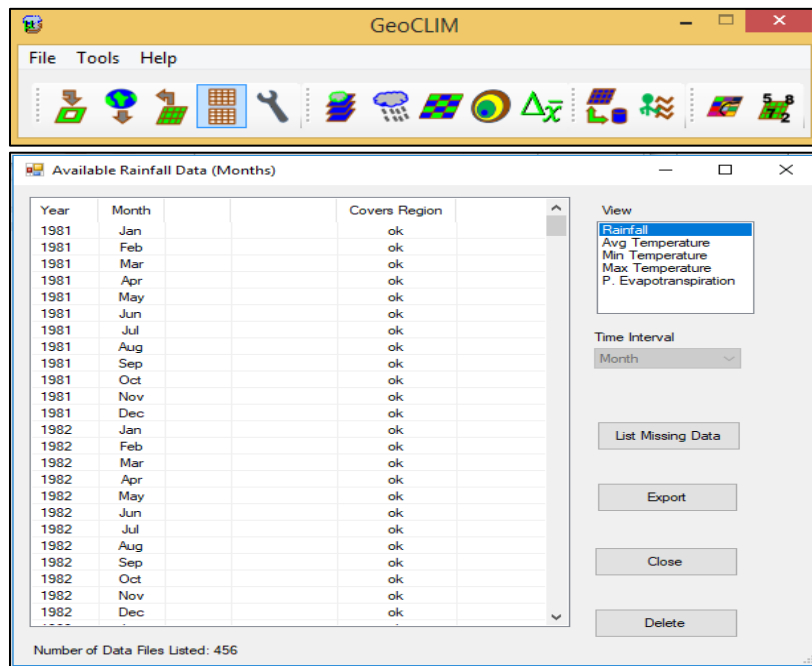 GeoCLIM
File Tools Help
5 8
7 2
Available Rainfall Data (Months)
Year Month Covers Region
1981 Jan ok
1981 Feb ok
1981 Mar ok
1981 Apr ok
1981 May ok
1981 Jun ok
1981 Jul ok
1981 Aug ok
1981 Sep ok
1981 Oct ok
1981 Nov ok
1981 Dec ok
1982 Jan ok
1982 Feb ok
1982 Mar ok
1982 Apr ok
1982 May ok
1982 Jun ok
1982 Jul ok
1982 Aug ok
1982 Sep ok
1982 Oct ok
1982 Nov ok
1982 Dec ok
Number of Data Files Listed: 456
View
Rainfall
Avg Temperature
Min Temperature
Max Temperature
P. Evapotranspiration
Time Interval
Month
List Missing Data
Export
Close
Delete